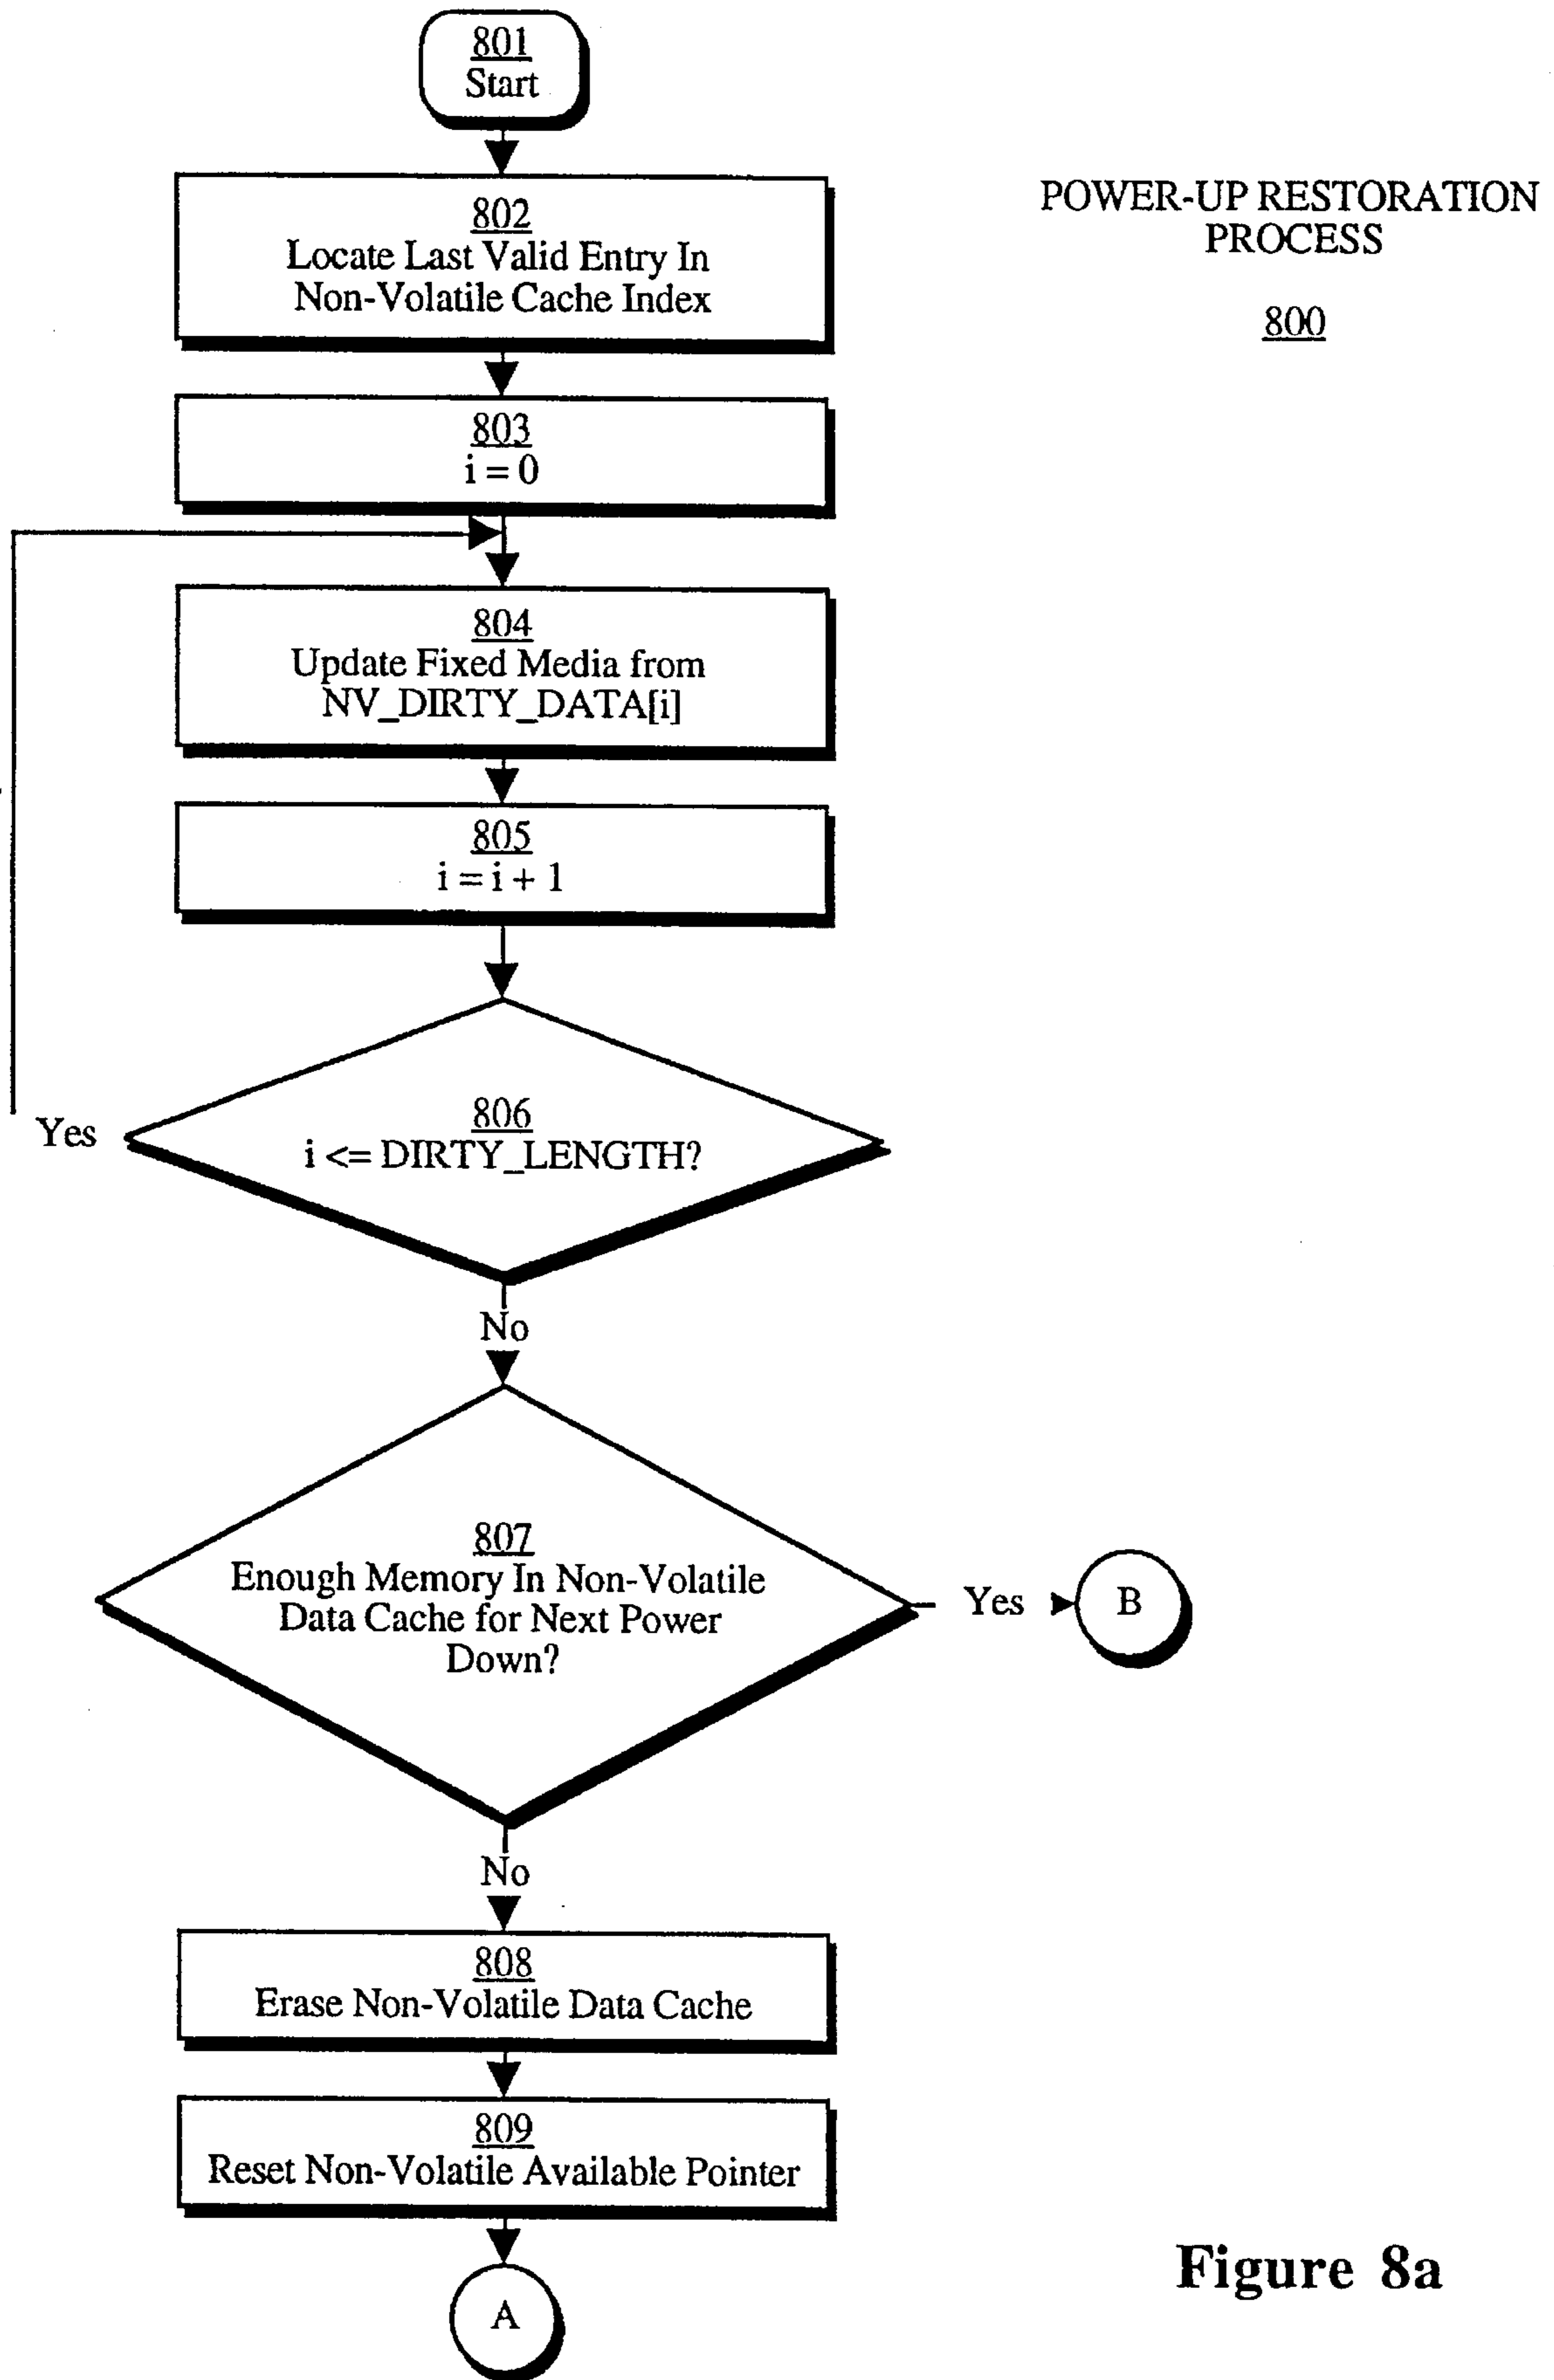 801
Start
POWER-UP RESTORATION
PROCESS
800
802
Locate Last Valid Entry In
Non-Volatile Cache Index
803
i = 0
804
Update Fixed Media from
NV_DIRTY_DATA[i]
805
i = i + 1
806
i <= DIRTY_LENGTH?
Yes
No
807
Enough Memory In Non-Volatile
Data Cache for Next Power
Down?
Yes
B
No
808
Erase Non-Volatile Data Cache
809
Reset Non-Volatile Available Pointer
A
Figure 8a